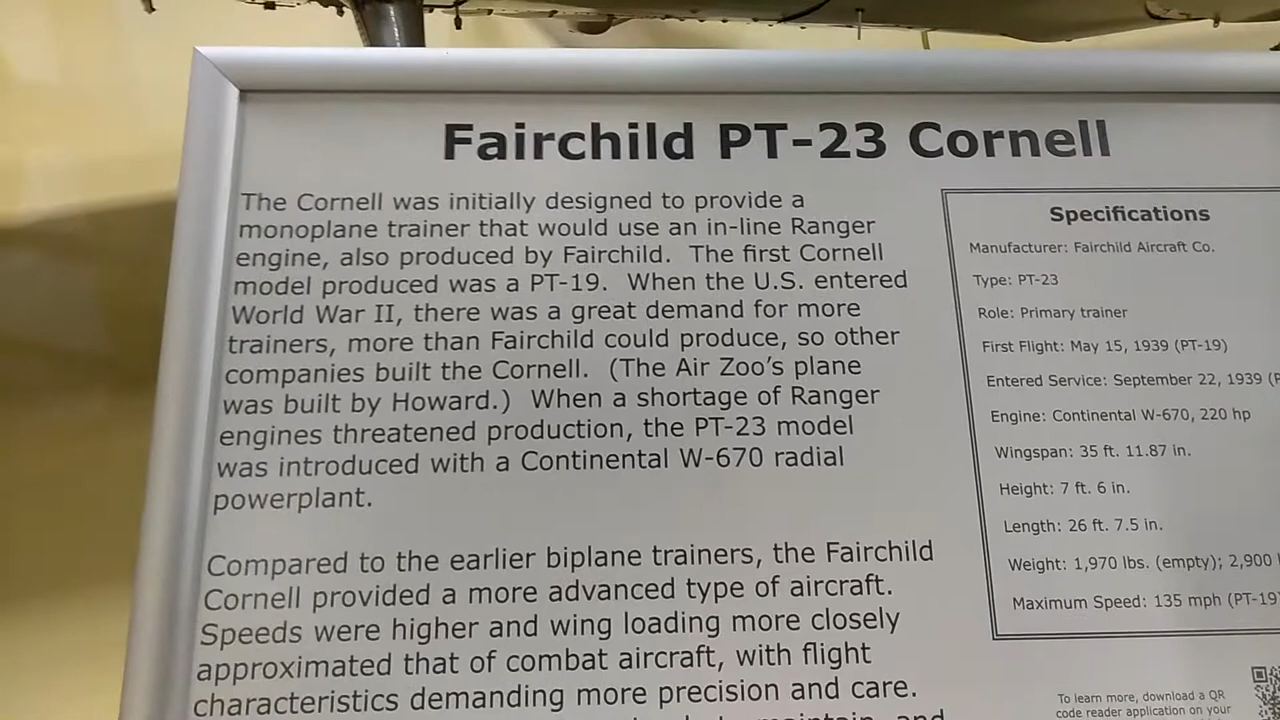 Fairchild PT-23 Cornell
The Cornell was initially designed to provide a
monoplane trainer that would use an in-line Ranger
engine, also produced by Fairchild. The first Cornell
model produced was a PT-19. When the U.S. entered
World War II, there was a great demand for more
trainers, more than Fairchild could produce, so other
companies built the Cornell. (The Air Zoo's plane
was built by Howard.) When a shortage of Ranger
engines threatened production, the PT-23 model
was introduced with a Continental W-670 radial
powerplant.
Compared to the earlier biplane trainers, the Fairchild
Cornell provided a more advanced type of aircraft.
Speeds were higher and wing loading more closely
approximated that of combat aircraft, with flight
characteristics demanding more precision and care.
maintain, and
Specifications
Manufacturer: Fairchild Aircraft Co.
Type: PT-23
Role: Primary trainer
First Flight: May 15, 1939 (PT-19)
Entered Service: September 22, 1939 (P
Engine: Continental W-670, 220 hp
Wingspan: 35 ft. 11.87 in.
Height: 7 ft. 6 in.
Length: 26 ft. 7.5 in.
Weight: 1,970 lbs. (empty); 2,900
Maximum Speed: 135 mph (PT-19)
To learn more, download a QR
code reader application on your